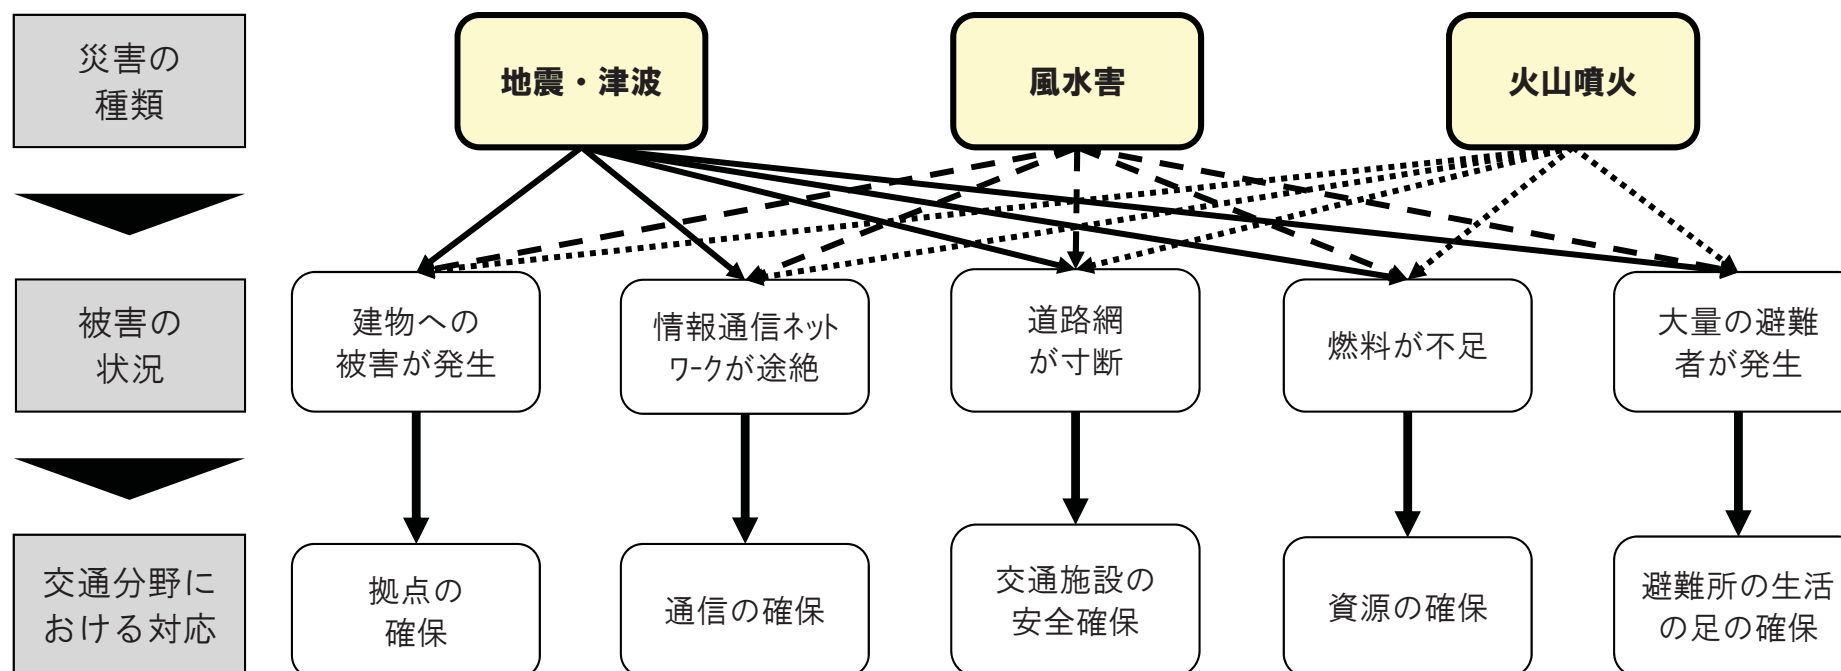 災害の
種類
地震・津波
風水害
火山噴火
被害の
状況
建物への
被害が発生
情報通信ネット
ワークが途絶
道路網
が寸断
燃料が不足
大量の避難
者が発生
交通分野に
おける対応
拠点の
確保
通信の確保
交通施設の
安全確保
資源の確保
避難所の生活
の足の確保